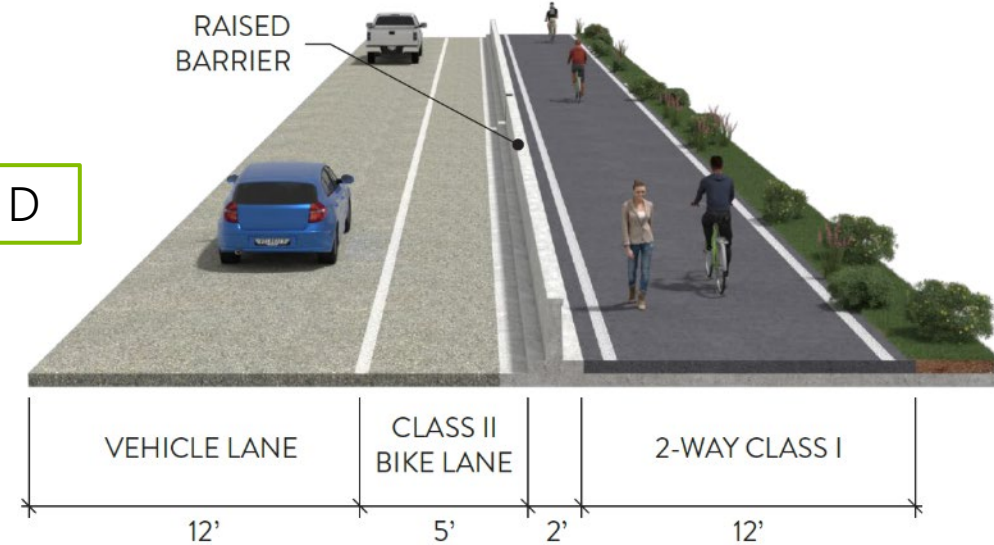 RAISED
BARRIER
D
VEHICLE LANE
CLASS II
BIKE LANE
2-WAY CLASS I
12’
5’
2’
12’